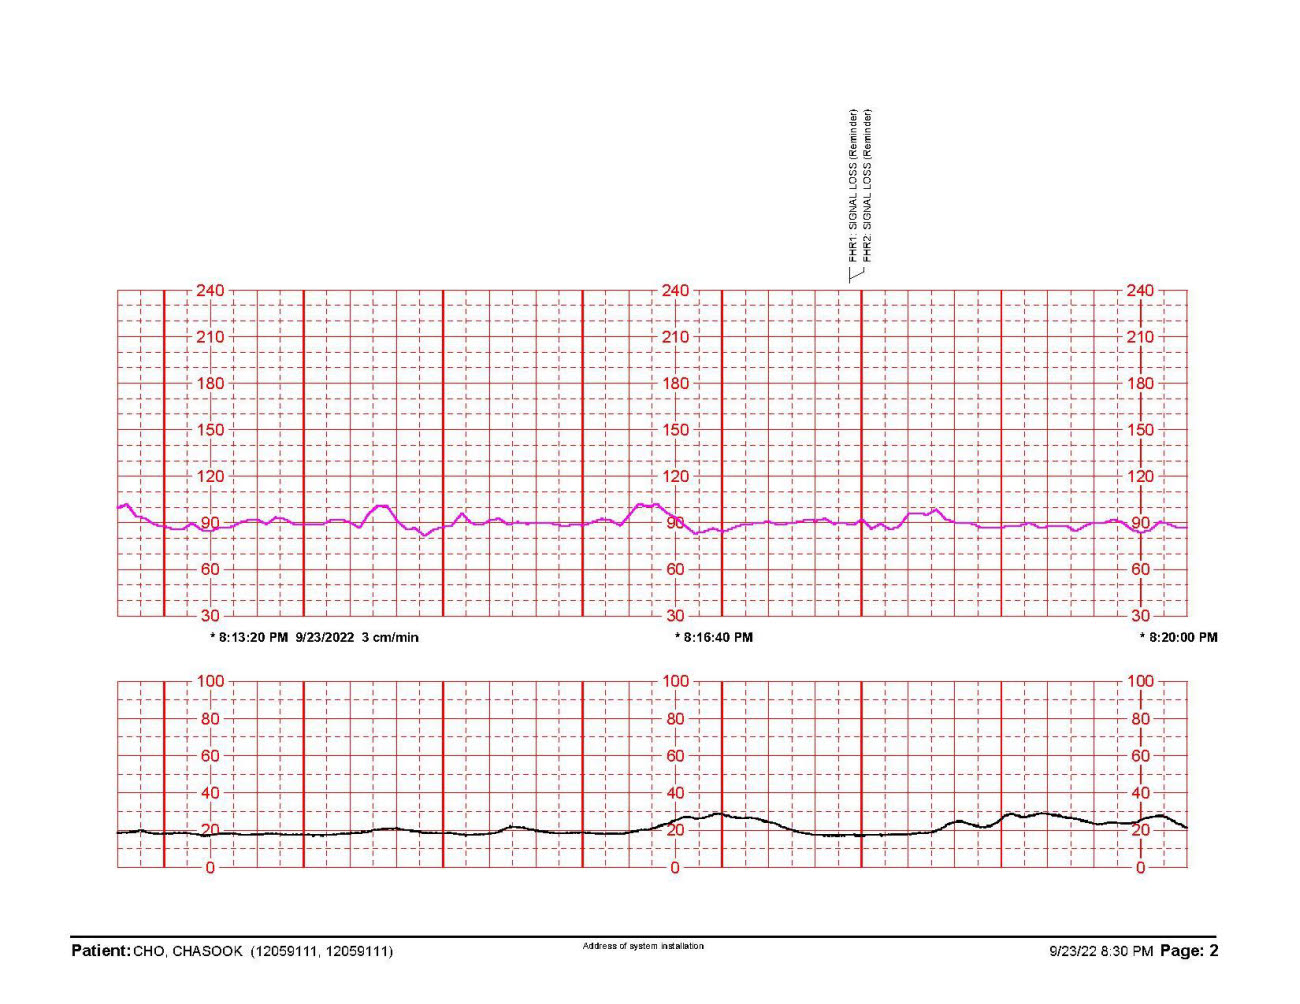 FHR1: SIGNAL LOSS (Reminder)
FHR2: SIGNAL LOSS (Reminder)
240 240 240
210 210 210
180 180 180
150 150 150
120 120 120
90 90 90
60 60 60
30 30 30
* 8:13:20 PM 9/23/2022 3 cm/min * 8:16:40 PM * 8:20:00 PM
100 100 100
80 80 80
60 60 60
40 40 40
20 20 20
0 0 0
Patient: CHO, CHASOOK (12059111, 12059111) Address of system installation 9/23/22 8:30 PM Page: 2